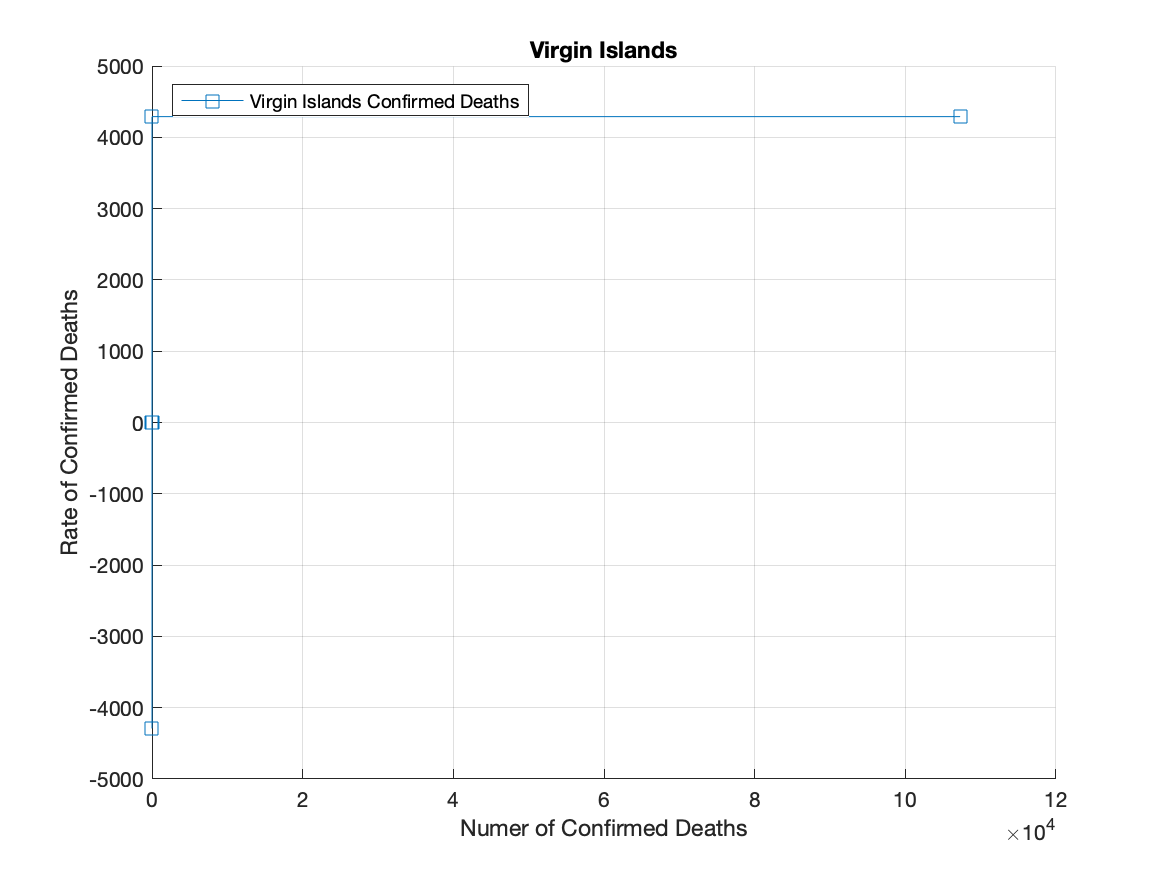 Virgin Islands
Virgin Islands Confirmed Deaths
5000
4000
3000
2000
1000
0
-1000
-2000
-3000
-4000
-5000
Rate of Confirmed Deaths
0 2 4 6 8 10 12
×10⁴
Numer of Confirmed Deaths